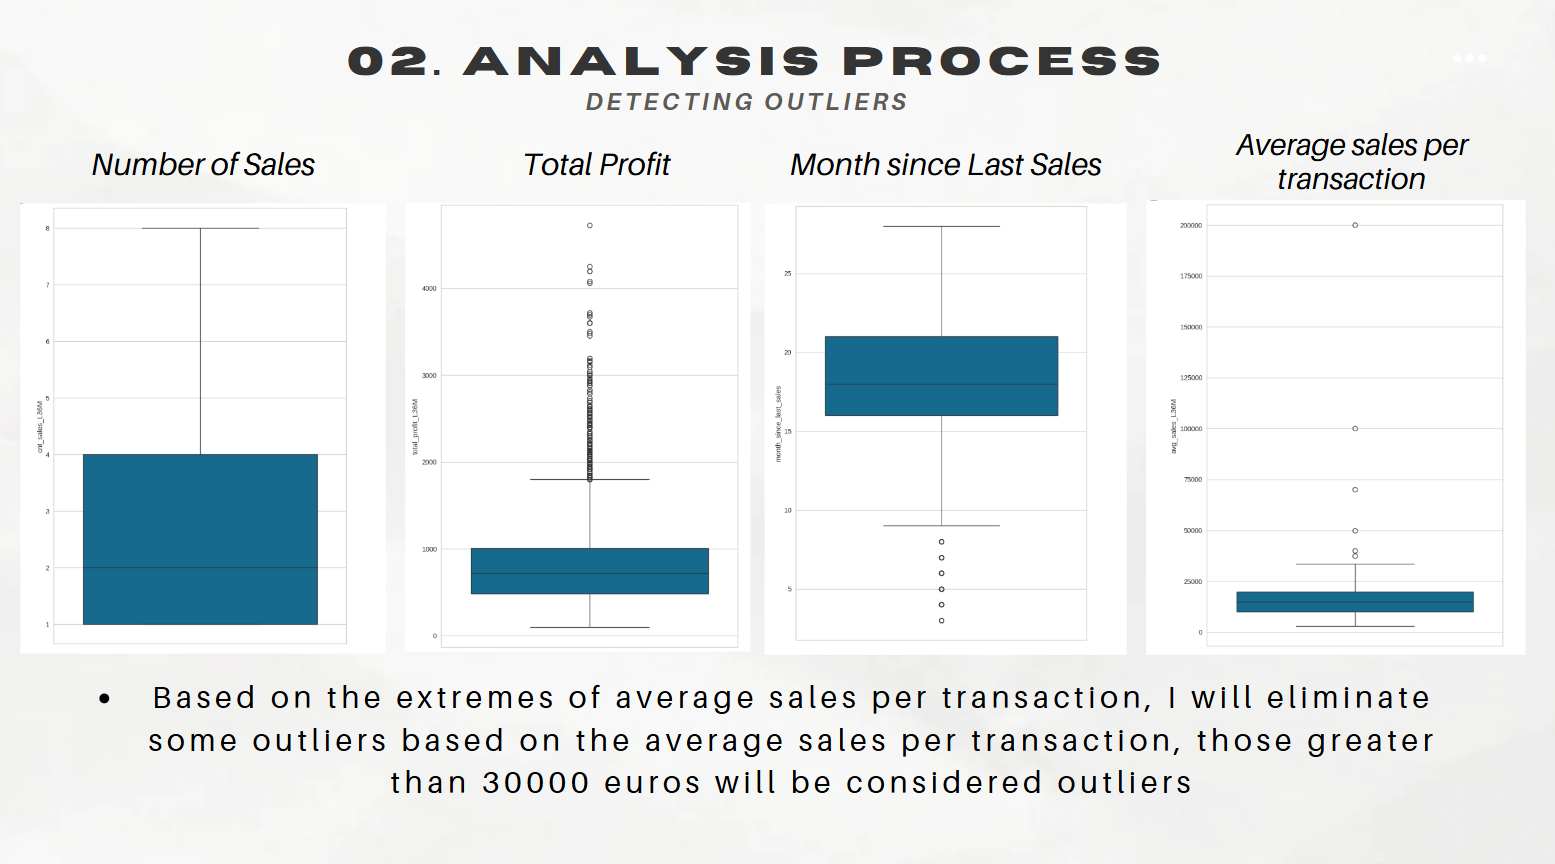 02. ANALYSIS PROCESS
DETECTING OUTLIERS
Number of Sales
Total Profit
Month since Last Sales
Average sales per
transaction
8
7
6
5
4
3
2
1
cnt_sales_L36M
4000
3000
2000
1000
0
total_profit_L36M
25
20
15
10
5
month_since_last_sales
200000
175000
150000
125000
100000
75000
50000
25000
0
avg_sales_L36M
• Based on the extremes of average sales per transaction, I will eliminate
some outliers based on the average sales per transaction, those greater
than 30000 euros will be considered outliers